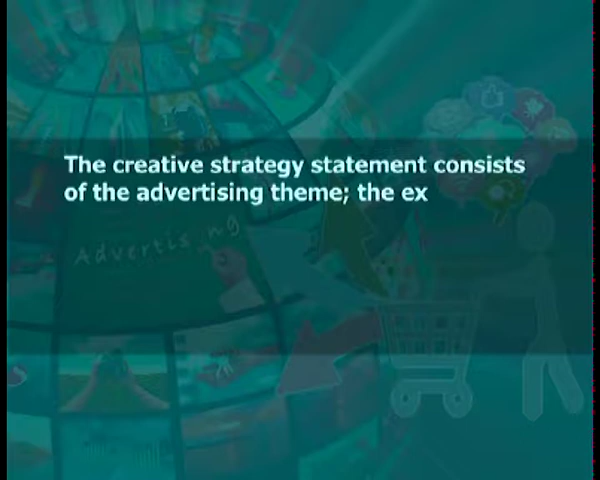 The creative strategy statement consists
of the advertising theme; the ex
Advertising